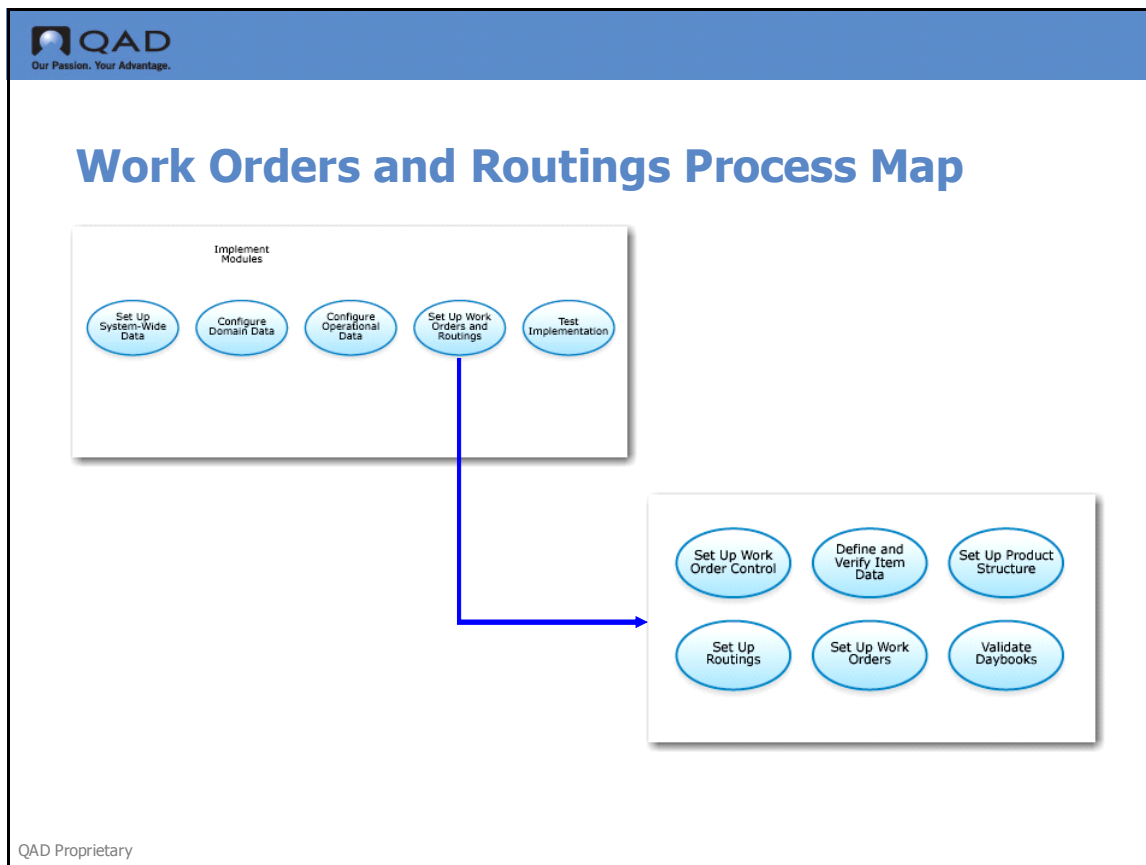 QAD
Our Passion. Your Advantage.
Work Orders and Routings Process Map
Implement
Modules
Set Up
System-Wide
Data
Configure
Domain Data
Configure
Operational
Data
Set Up Work
Orders and
Routings
Test
Implementation
Set Up Work
Order Control
Define and
Verify Item
Data
Set Up Product
Structure
Set Up
Routings
Set Up Work
Orders
Validate
Daybooks
QAD Proprietary